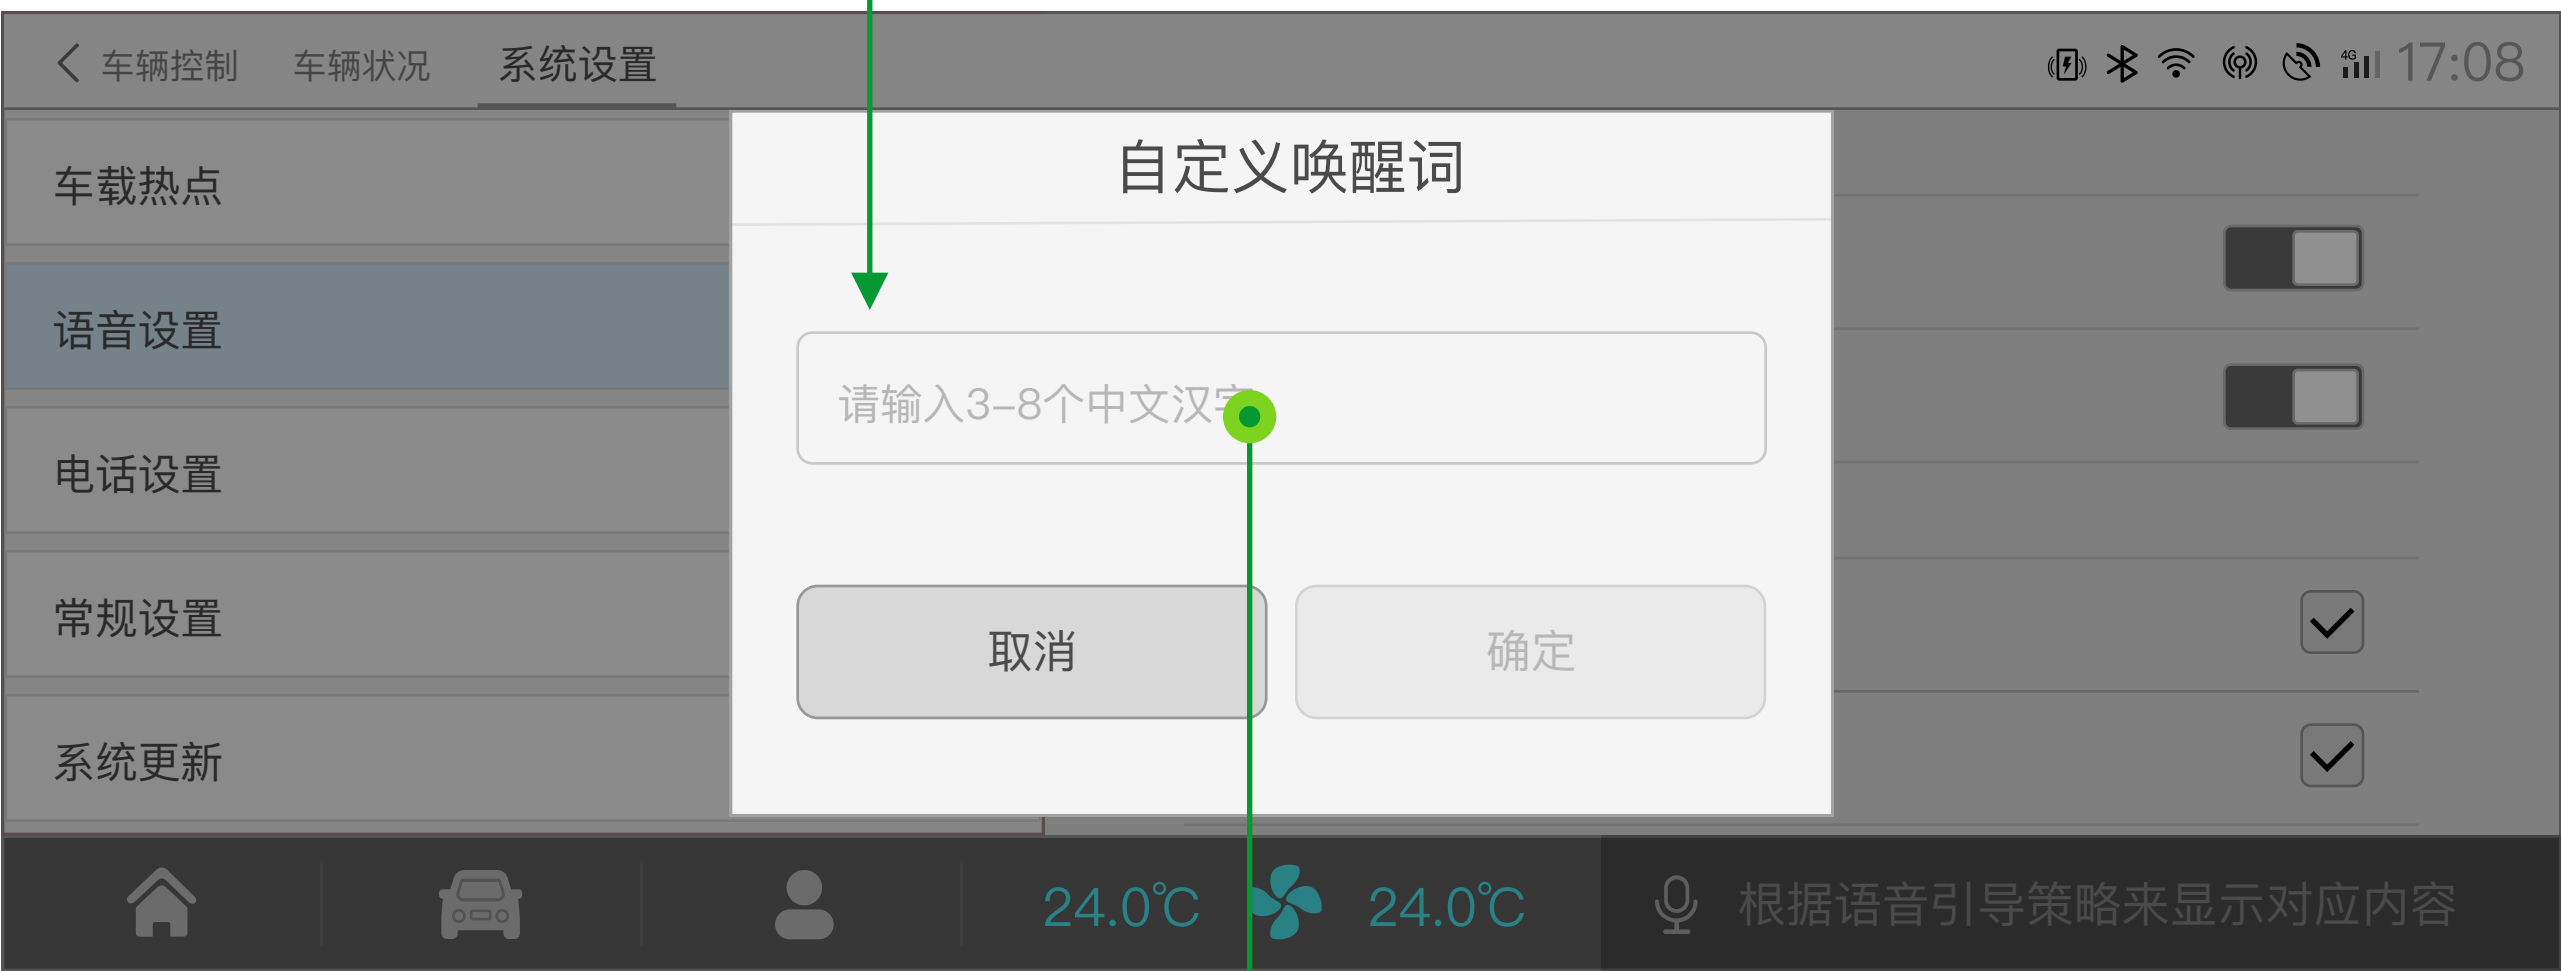 车辆控制 车辆状况 系统设置 4G 17:08
自定义唤醒词
车载热点
语音设置
请输入3-8个中文汉字
电话设置
常规设置
取消 确定
系统更新
24.0℃ 24.0℃ 根据语音引导策略来显示对应内容